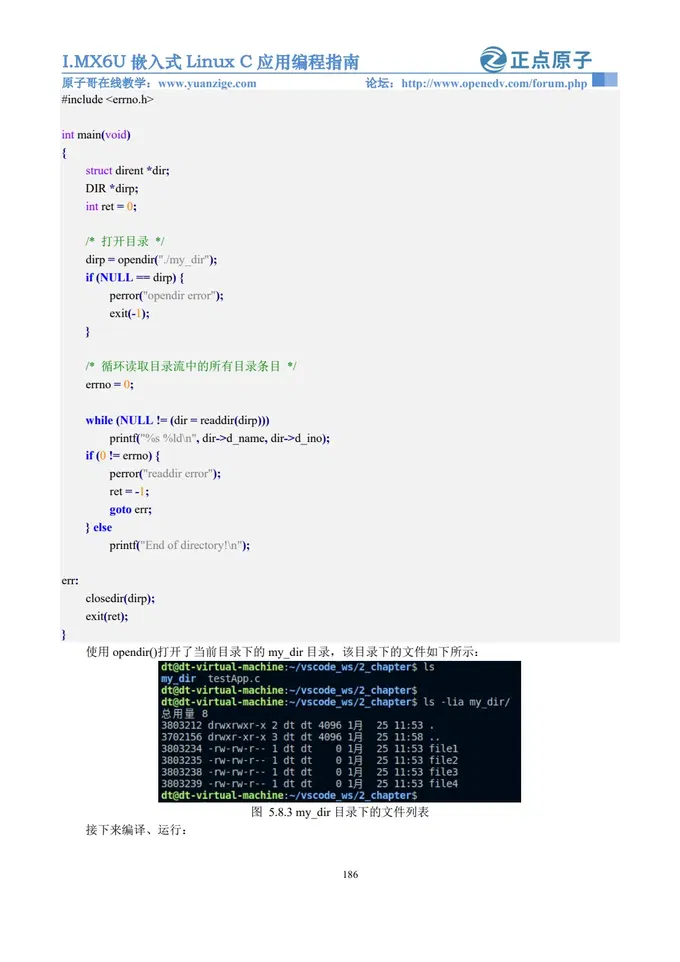 I.MX6U 嵌入式 Linux C 应用编程指南
正点原子
原子哥在线教学：www.yuanzige.com 论坛：http://www.openedv.com/forum.php
#include <errno.h>
int main(void)
{
struct dirent *dir;
DIR *dirp;
int ret = 0;
/* 打开目录 */
dirp = opendir("./my_dir");
if (NULL == dirp) {
perror("opendir error");
exit(-1);
}
/* 循环读取目录流中的所有目录条目 */
errno = 0;
while (NULL != (dir = readdir(dirp)))
printf("%s %ld\n", dir->d_name, dir->d_ino);
if (0 != errno) {
perror("readdir error");
ret = -1;
goto err;
} else
printf("End of directory!\n");
err:
closedir(dirp);
exit(ret);
}
使用 opendir()打开了当前目录下的 my_dir 目录，该目录下的文件如下所示：
dt@dt-virtual-machine:~/vscode_ws/2_chapter$ ls
my_dir testApp.c
dt@dt-virtual-machine:~/vscode_ws/2_chapter$
dt@dt-virtual-machine:~/vscode_ws/2_chapter$ ls -lia my_dir/
总用量 8
3803212 drwxrwxr-x 2 dt dt 4096 1月 25 11:53 .
3702156 drwxr-xr-x 3 dt dt 4096 1月 25 11:58 ..
3803234 -rw-rw-r-- 1 dt dt 0 1月 25 11:53 file1
3803235 -rw-rw-r-- 1 dt dt 0 1月 25 11:53 file2
3803238 -rw-rw-r-- 1 dt dt 0 1月 25 11:53 file3
3803239 -rw-rw-r-- 1 dt dt 0 1月 25 11:53 file4
dt@dt-virtual-machine:~/vscode_ws/2_chapter$
图 5.8.3 my_dir 目录下的文件列表
接下来编译、运行：
186